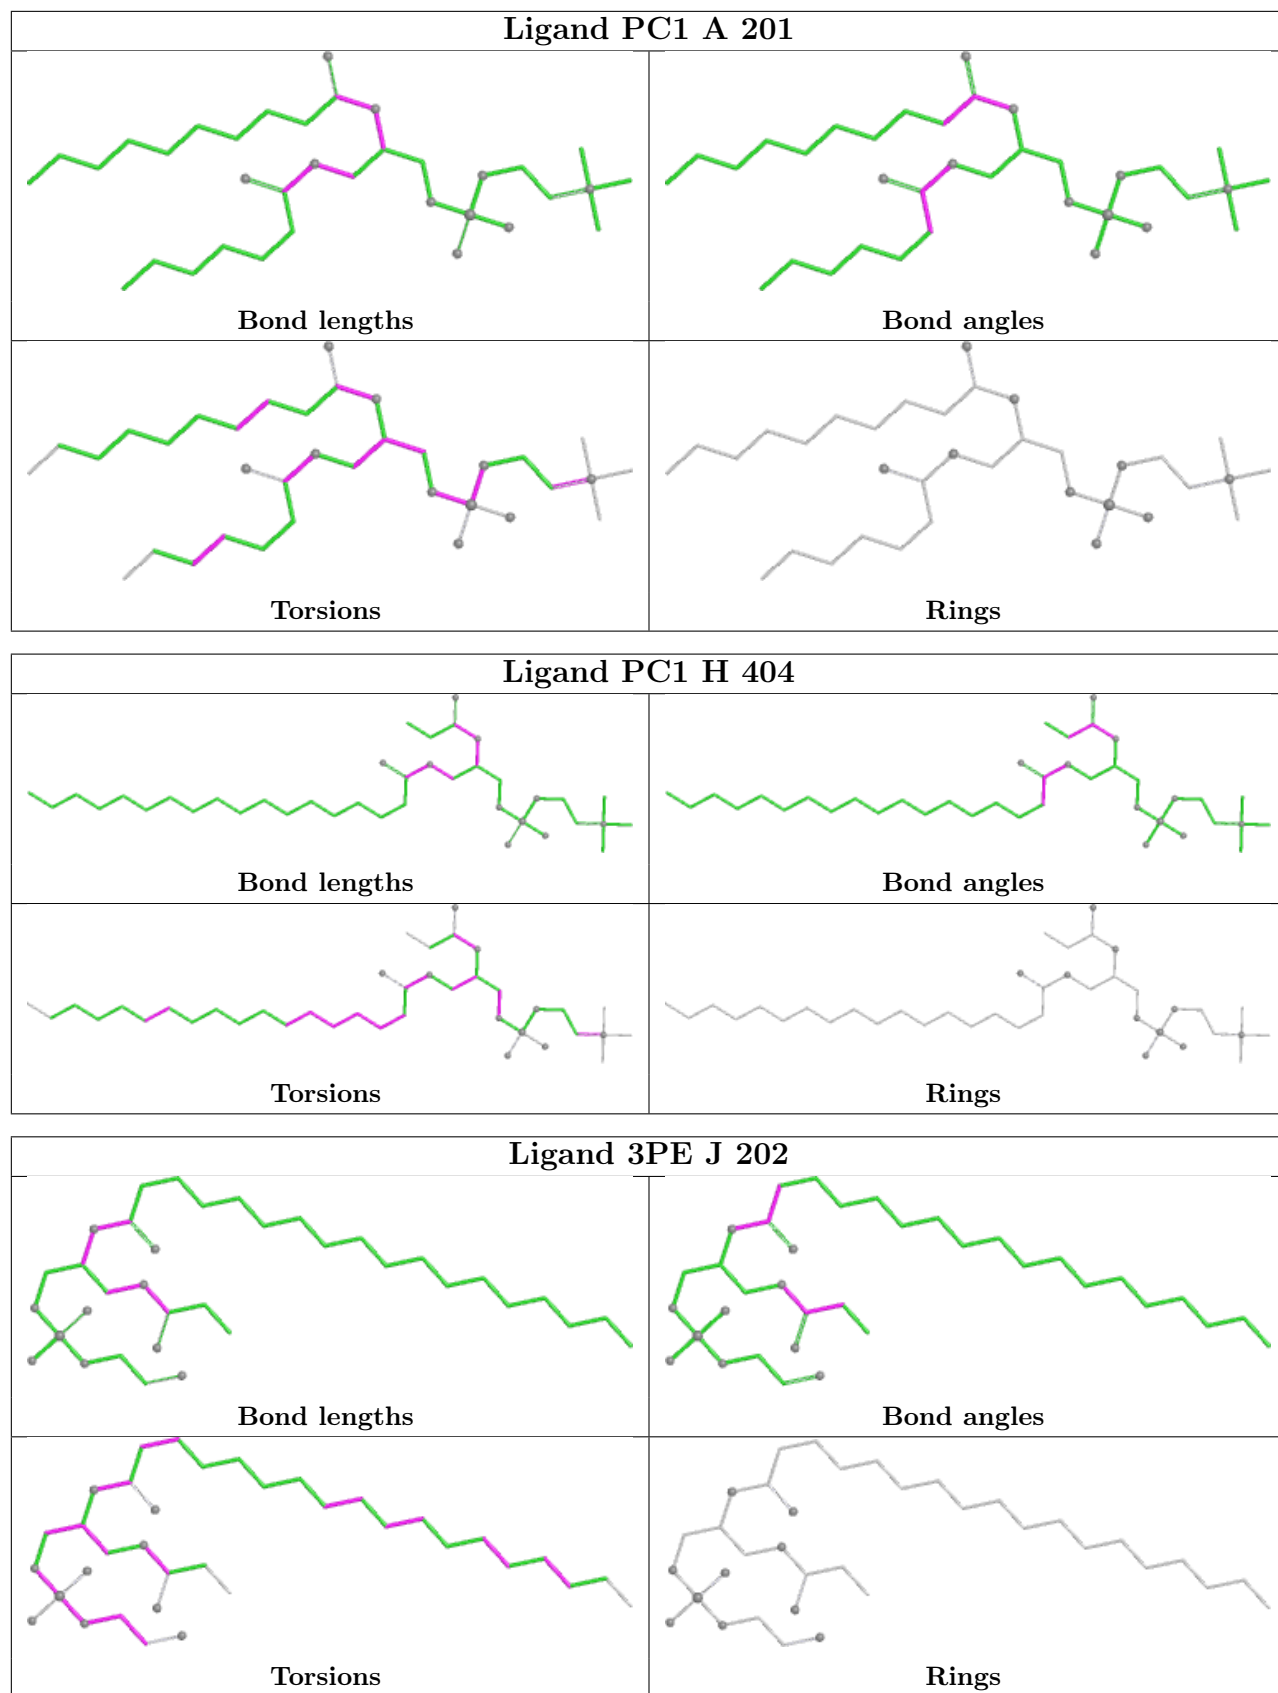 Ligand PC1 A 201
Bond lengths
Bond angles
Torsions
Rings
Ligand PC1 H 404
Bond lengths
Bond angles
Torsions
Rings
Ligand 3PE J 202
Bond lengths
Bond angles
Torsions
Rings